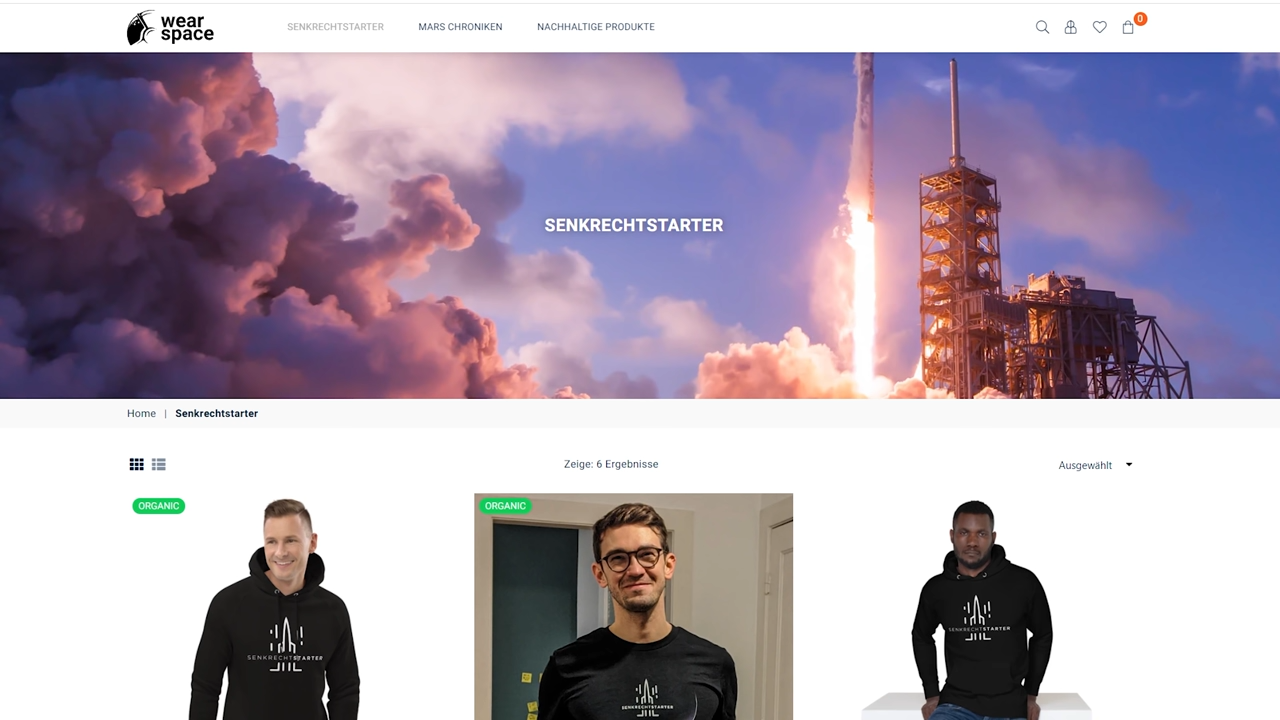 wear
space
SENKRECHTSTARTER
MARS CHRONIKEN
NACHHALTIGE PRODUKTE
0
SENKRECHTSTARTER
Home | Senkrechtstarter
Zeige: 6 Ergebnisse
Ausgewählt
ORGANIC
ORGANIC
SENKRECHTSTARTER
SENKRECHTSTARTER
SENKRECHTSTARTER